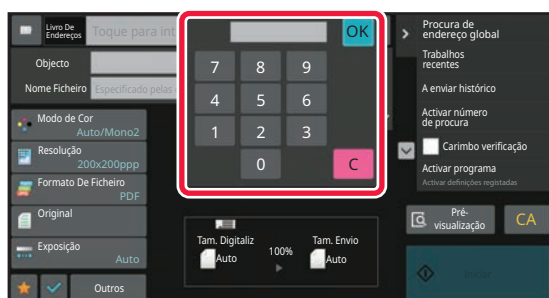 Livro De
Endereços
Toque para int
OK
Procura de
endereço global
Objecto
Trabalhos
recentes
Nome Ficheiro
Especificado pelas
7 8 9
4 5 6
1 2 3
0 C
A enviar histórico
Activar número
de procura
Carimbo verificação
Activar programa
Activar definições registadas
Modo de Cor
Auto/Mono2
Resolução
200x200ppp
Formato De Ficheiro
PDF
Original
Exposição
Auto
Outros
Tam. Digitaliz
Auto
100%
Tam. Envio
Auto
Pré-
visualização
CA
Iniciar